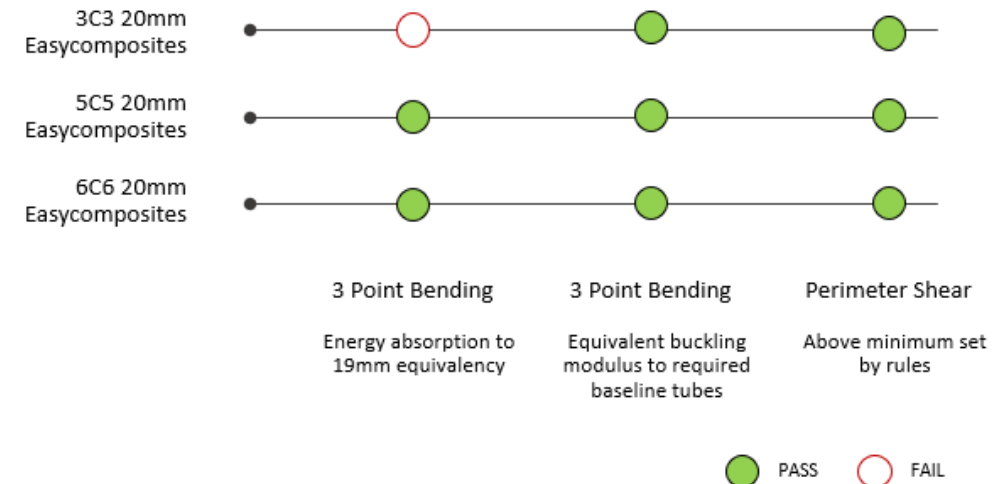 3C3 20mm
Easycomposites
5C5 20mm
Easycomposites
6C6 20mm
Easycomposites
3 Point Bending
Energy absorption to
19mm equivalency
3 Point Bending
Equivalent buckling
modulus to required
baseline tubes
Perimeter Shear
Above minimum set
by rules
PASS
FAIL